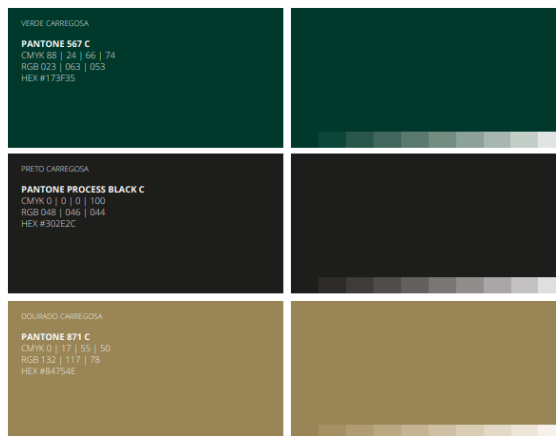 VERDE CARREGOSA
PANTONE 567 C
CMYK 88 | 24 | 66 | 74
RGB 023 | 063 | 053
HEX #173F35
PRETO CARREGOSA
PANTONE PROCESS BLACK C
CMYK 0 | 0 | 0 | 100
RGB 048 | 046 | 044
HEX #302E2C
DOURADO CARREGOSA
PANTONE 871 C
CMYK 0 | 17 | 55 | 50
RGB 132 | 117 | 78
HEX #84754E